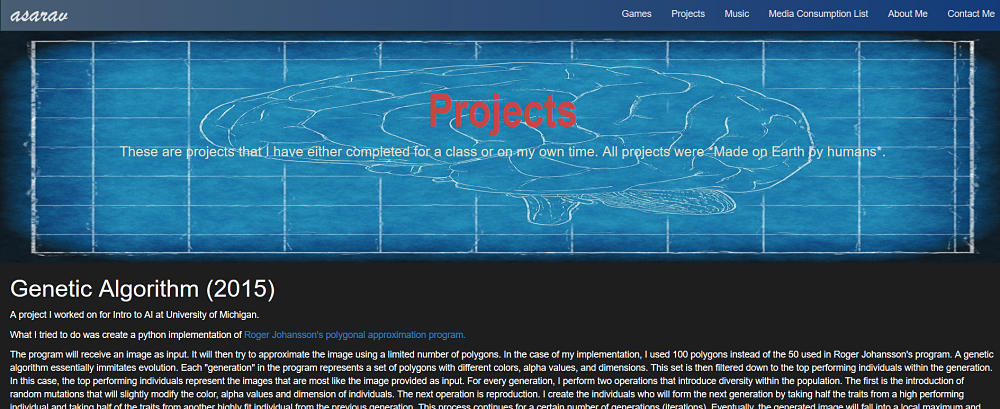 asarav
Games Projects Music Media Consumption List About Me Contact Me
Projects
These are projects that I have either completed for a class or on my own time. All projects were *Made on Earth by humans*.
Genetic Algorithm (2015)
A project I worked on for Intro to AI at University of Michigan.
What I tried to do was create a python implementation of Roger Johansson's polygonal approximation program.
The program will receive an image as input. It will then try to approximate the image using a limited number of polygons. In the case of my implementation, I used 100 polygons instead of the 50 used in Roger Johansson's program. A genetic
algorithm essentially immitates evolution. Each "generation" in the program represents a set of polygons with different colors, alpha values, and dimensions. This set is then filtered down to the top performing individuals within the generation.
In this case, the top performing individuals represent the images that are most like the image provided as input. For every generation, I perform two operations that introduce diversity within the population. The first is the introduction of
random mutations that will slightly modify the color, alpha values and dimension of individuals. The next operation is reproduction. I create the individuals who will form the next generation by taking half the traits from a high performing
individual and taking half of the traits from another highly fit individual from the previous generation. This process continues for a certain number of generations (iterations). Eventually, the generated image will fall into a local maximum and